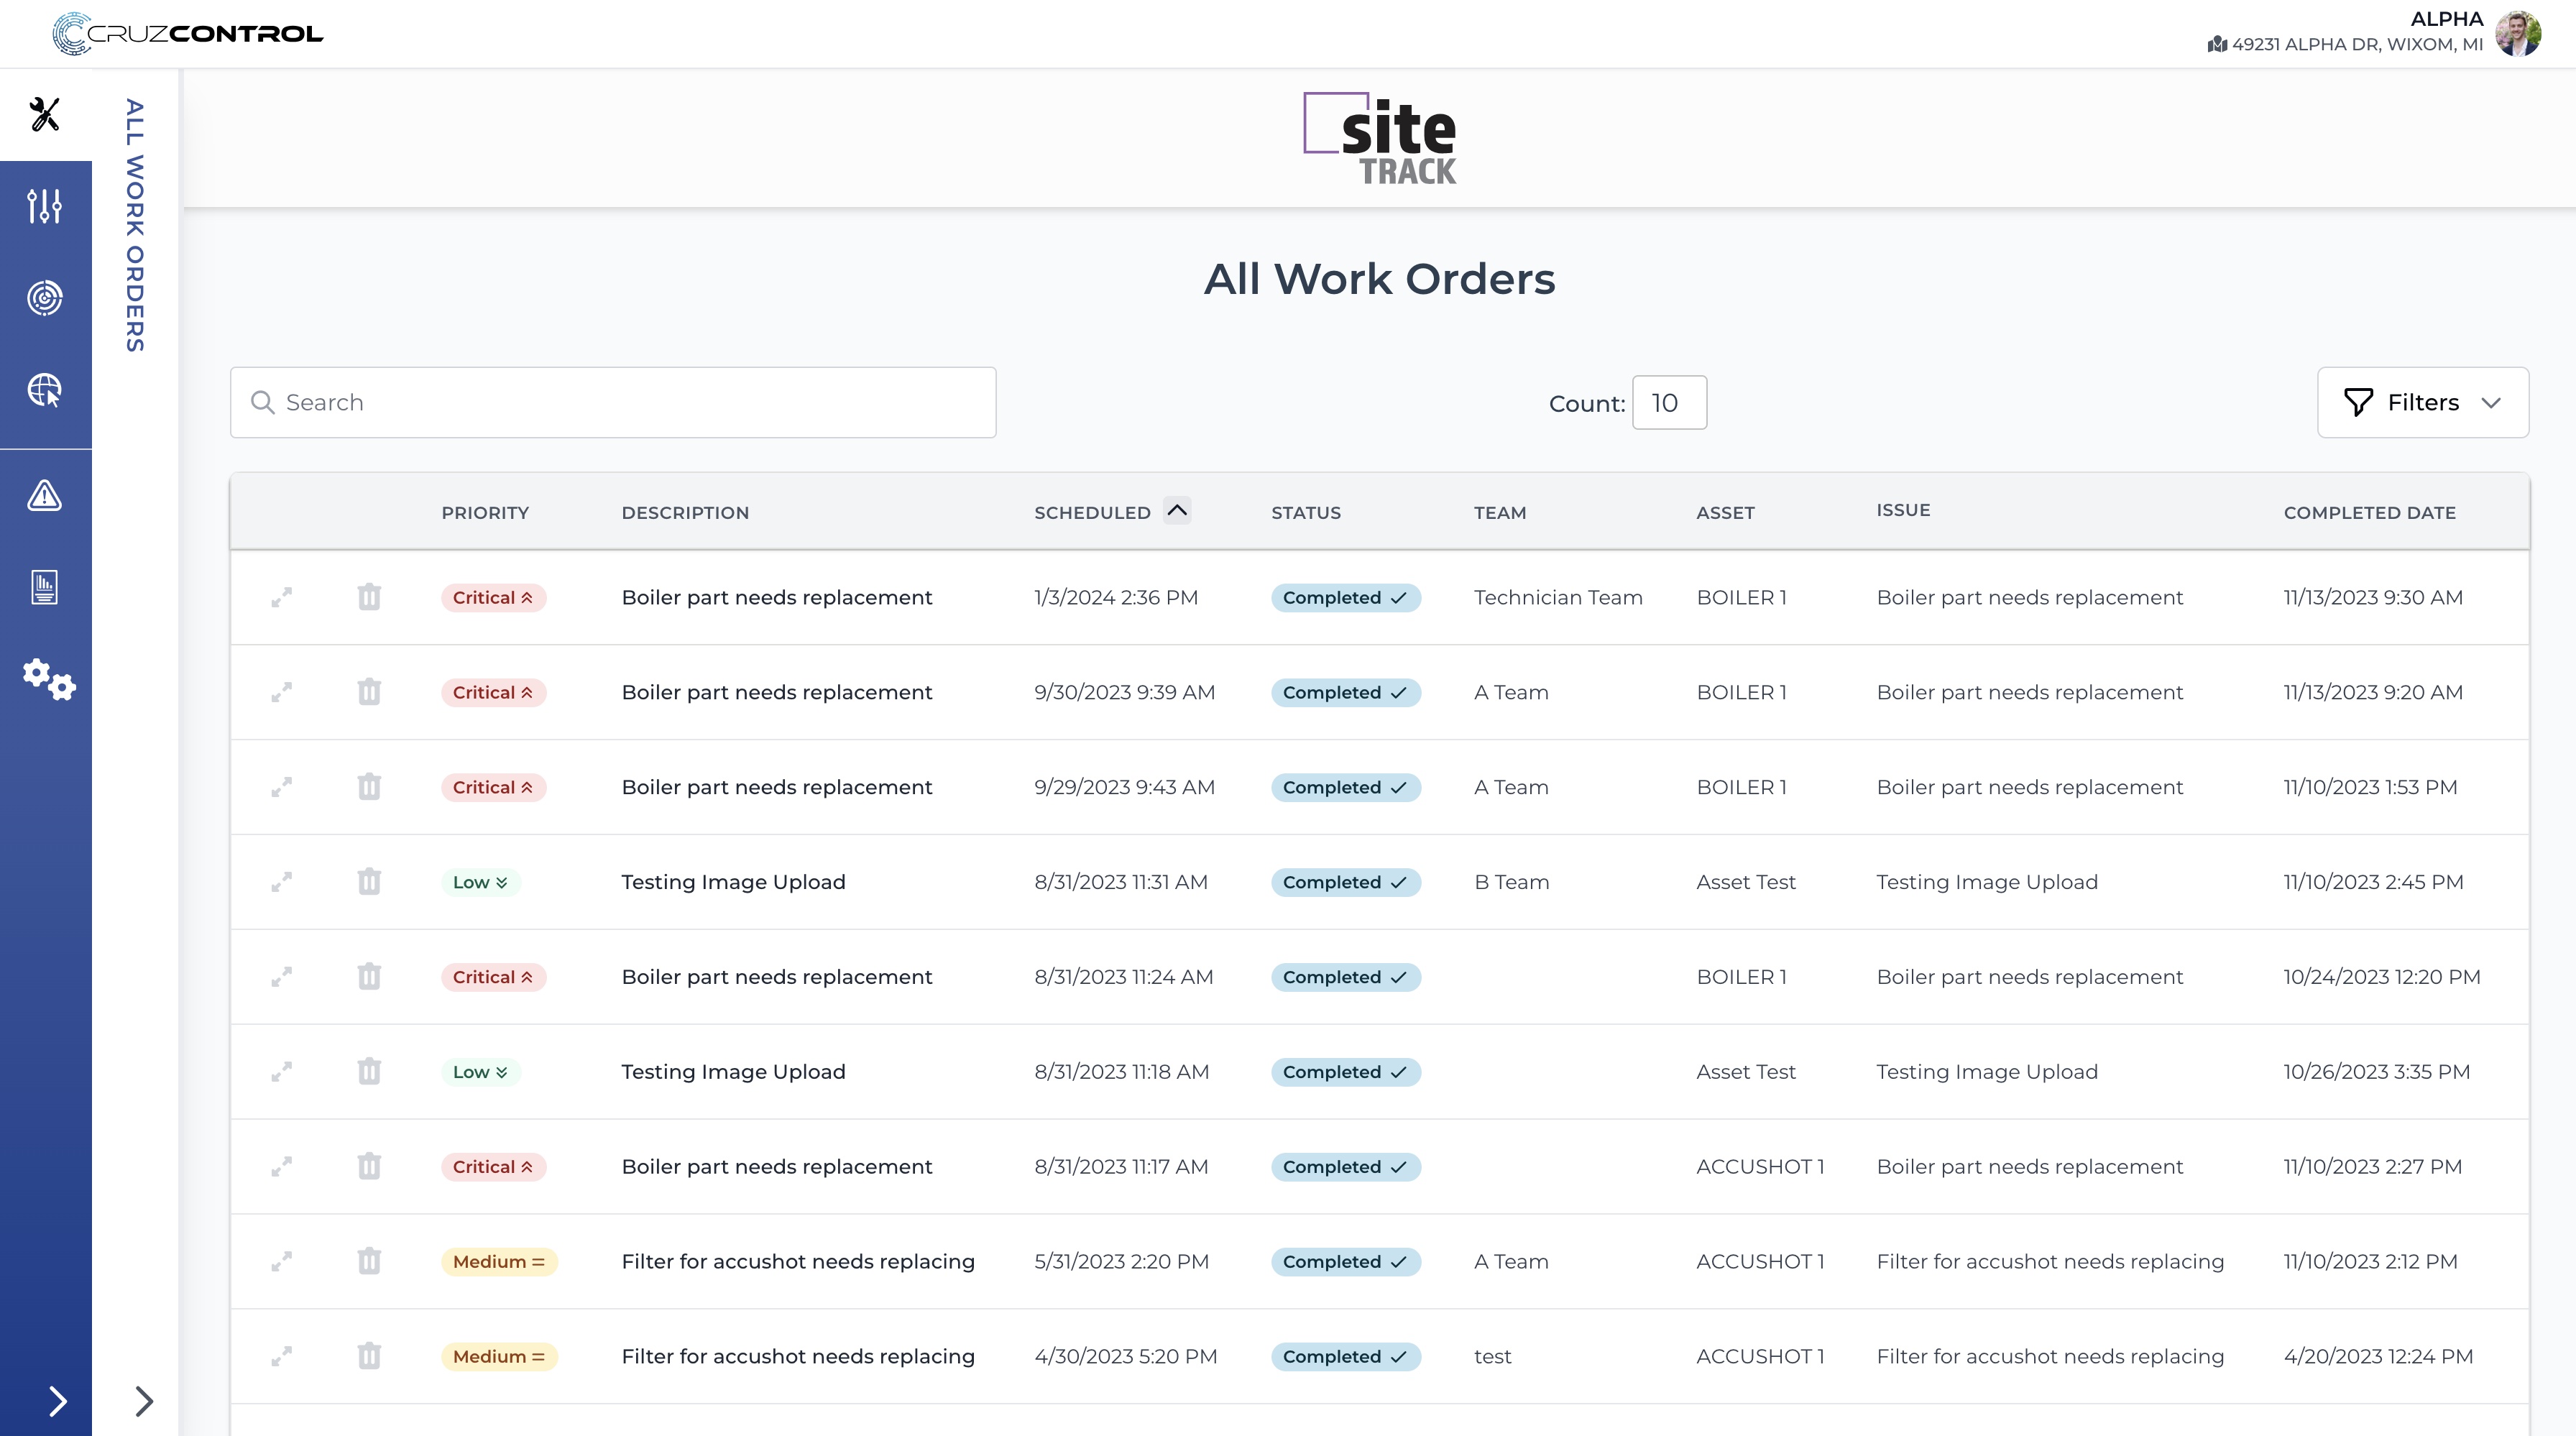 CRUZCONTROL
ALPHA
49231 ALPHA DR, WIXOM, MI
ALL WORK ORDERS
site
TRACK
All Work Orders
Search
Count: 10
Filters
PRIORITY DESCRIPTION SCHEDULED STATUS TEAM ASSET ISSUE COMPLETED DATE
Critical Boiler part needs replacement 1/3/2024 2:36 PM Completed Technician Team BOILER 1 Boiler part needs replacement 11/13/2023 9:30 AM
Critical Boiler part needs replacement 9/30/2023 9:39 AM Completed A Team BOILER 1 Boiler part needs replacement 11/13/2023 9:20 AM
Critical Boiler part needs replacement 9/29/2023 9:43 AM Completed A Team BOILER 1 Boiler part needs replacement 11/10/2023 1:53 PM
Low Testing Image Upload 8/31/2023 11:31 AM Completed B Team Asset Test Testing Image Upload 11/10/2023 2:45 PM
Critical Boiler part needs replacement 8/31/2023 11:24 AM Completed BOILER 1 Boiler part needs replacement 10/24/2023 12:20 PM
Low Testing Image Upload 8/31/2023 11:18 AM Completed Asset Test Testing Image Upload 10/26/2023 3:35 PM
Critical Boiler part needs replacement 8/31/2023 11:17 AM Completed ACCUSHOT 1 Boiler part needs replacement 11/10/2023 2:27 PM
Medium Filter for accushot needs replacing 5/31/2023 2:20 PM Completed A Team ACCUSHOT 1 Filter for accushot needs replacing 11/10/2023 2:12 PM
Medium Filter for accushot needs replacing 4/30/2023 5:20 PM Completed test ACCUSHOT 1 Filter for accushot needs replacing 4/20/2023 12:24 PM